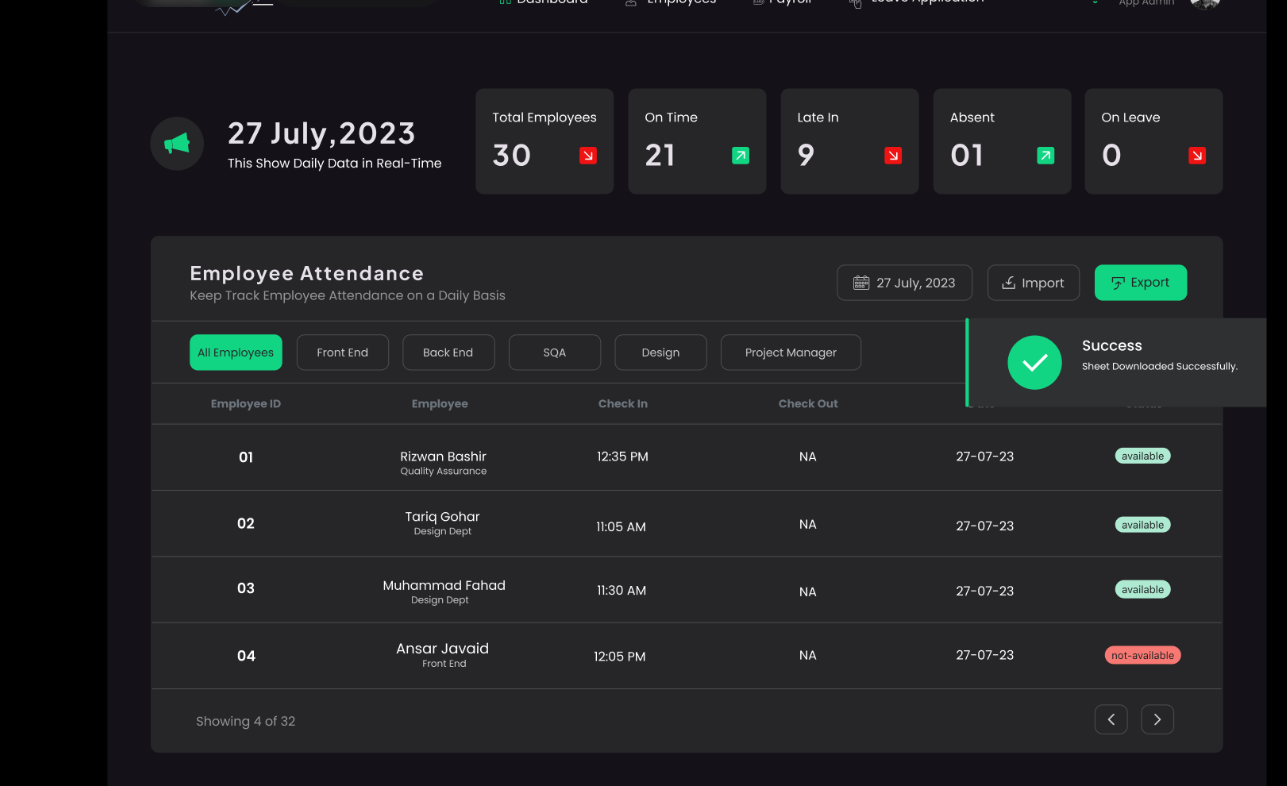 Dashboard Employees Payroll Leave Application App Admin
27 July,2023
This Show Daily Data in Real-Time
Total Employees
30
On Time
21
Late In
9
Absent
01
On Leave
0
Employee Attendance
Keep Track Employee Attendance on a Daily Basis
27 July, 2023 Import Export
All Employees Front End Back End SQA Design Project Manager
Success
Sheet Downloaded Successfully.
Employee ID Employee Check In Check Out
01 Rizwan Bashir 12:35 PM NA 27-07-23 available
Quality Assurance
02 Tariq Gohar 11:05 AM NA 27-07-23 available
Design Dept
03 Muhammad Fahad 11:30 AM NA 27-07-23 available
Design Dept
04 Ansar Javaid 12:05 PM NA 27-07-23 not-available
Front End
Showing 4 of 32